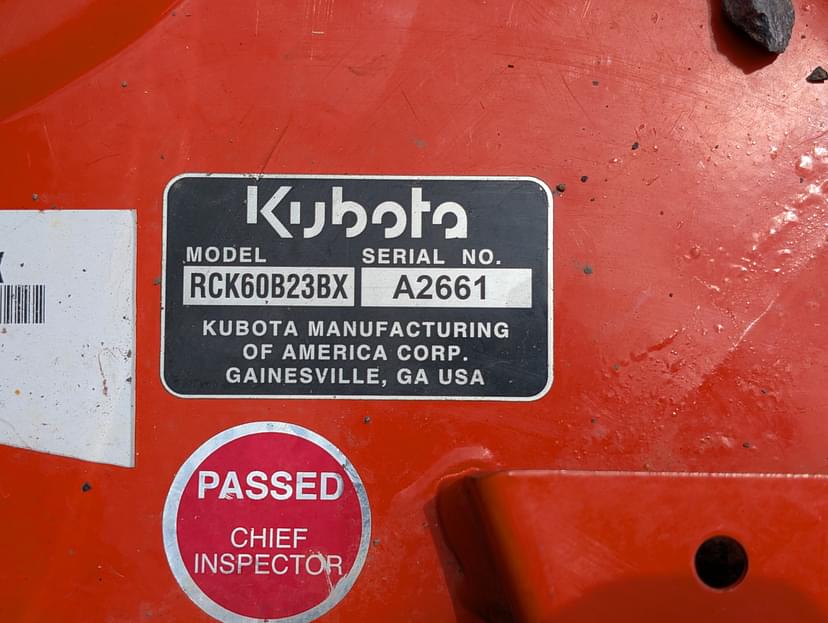 Kubota
MODEL SERIAL NO.
RCK60B23BX A2661
KUBOTA MANUFACTURING
OF AMERICA CORP.
GAINESVILLE, GA USA
PASSED
CHIEF
INSPECTOR